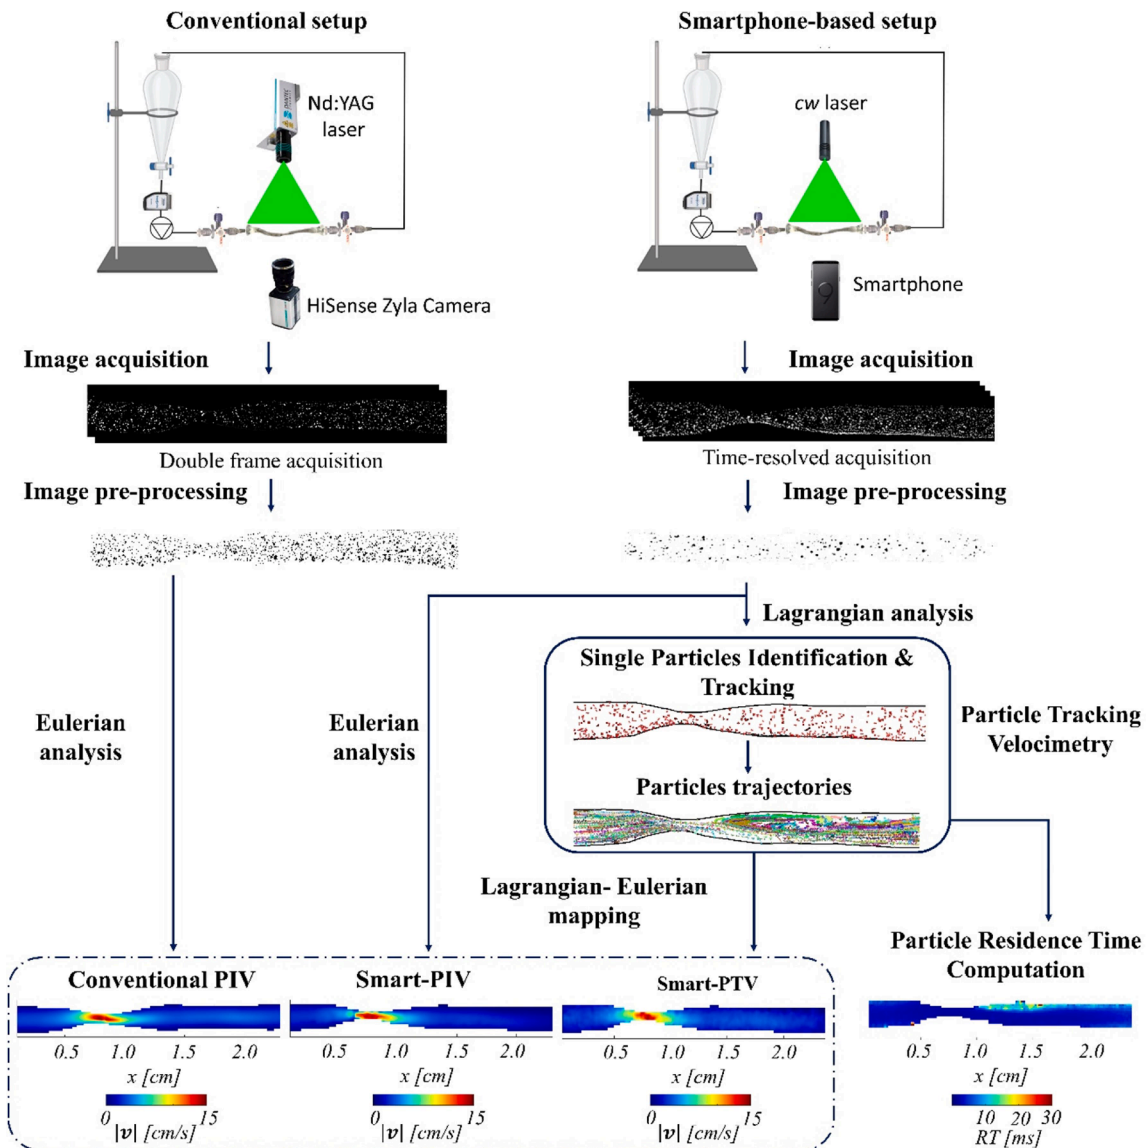 Conventional setup
Smartphone-based setup
Nd:YAG
laser
DANTEC
cw laser
HiSense Zyla Camera
9
Smartphone
Image acquisition
Image acquisition
Double frame acquisition
Time-resolved acquisition
Image pre-processing
Image pre-processing
Lagrangian analysis
Single Particles Identification &
Tracking
Eulerian
analysis
Eulerian
analysis
Particle Tracking
Velocimetry
Particles trajectories
Lagrangian- Eulerian
mapping
Particle Residence Time
Computation
Conventional PIV
Smart-PIV
Smart-PTV
0.5 1.0 1.5 2.0
0.5 1.0 1.5 2.0
0.5 1.0 1.5 2.0
0.5 1.0 1.5 2.0
x [cm]
x [cm]
x [cm]
x [cm]
0 15
|v| [cm/s]
0 15
|v| [cm/s]
0 15
|v| [cm/s]
10 20 30
RT [ms]